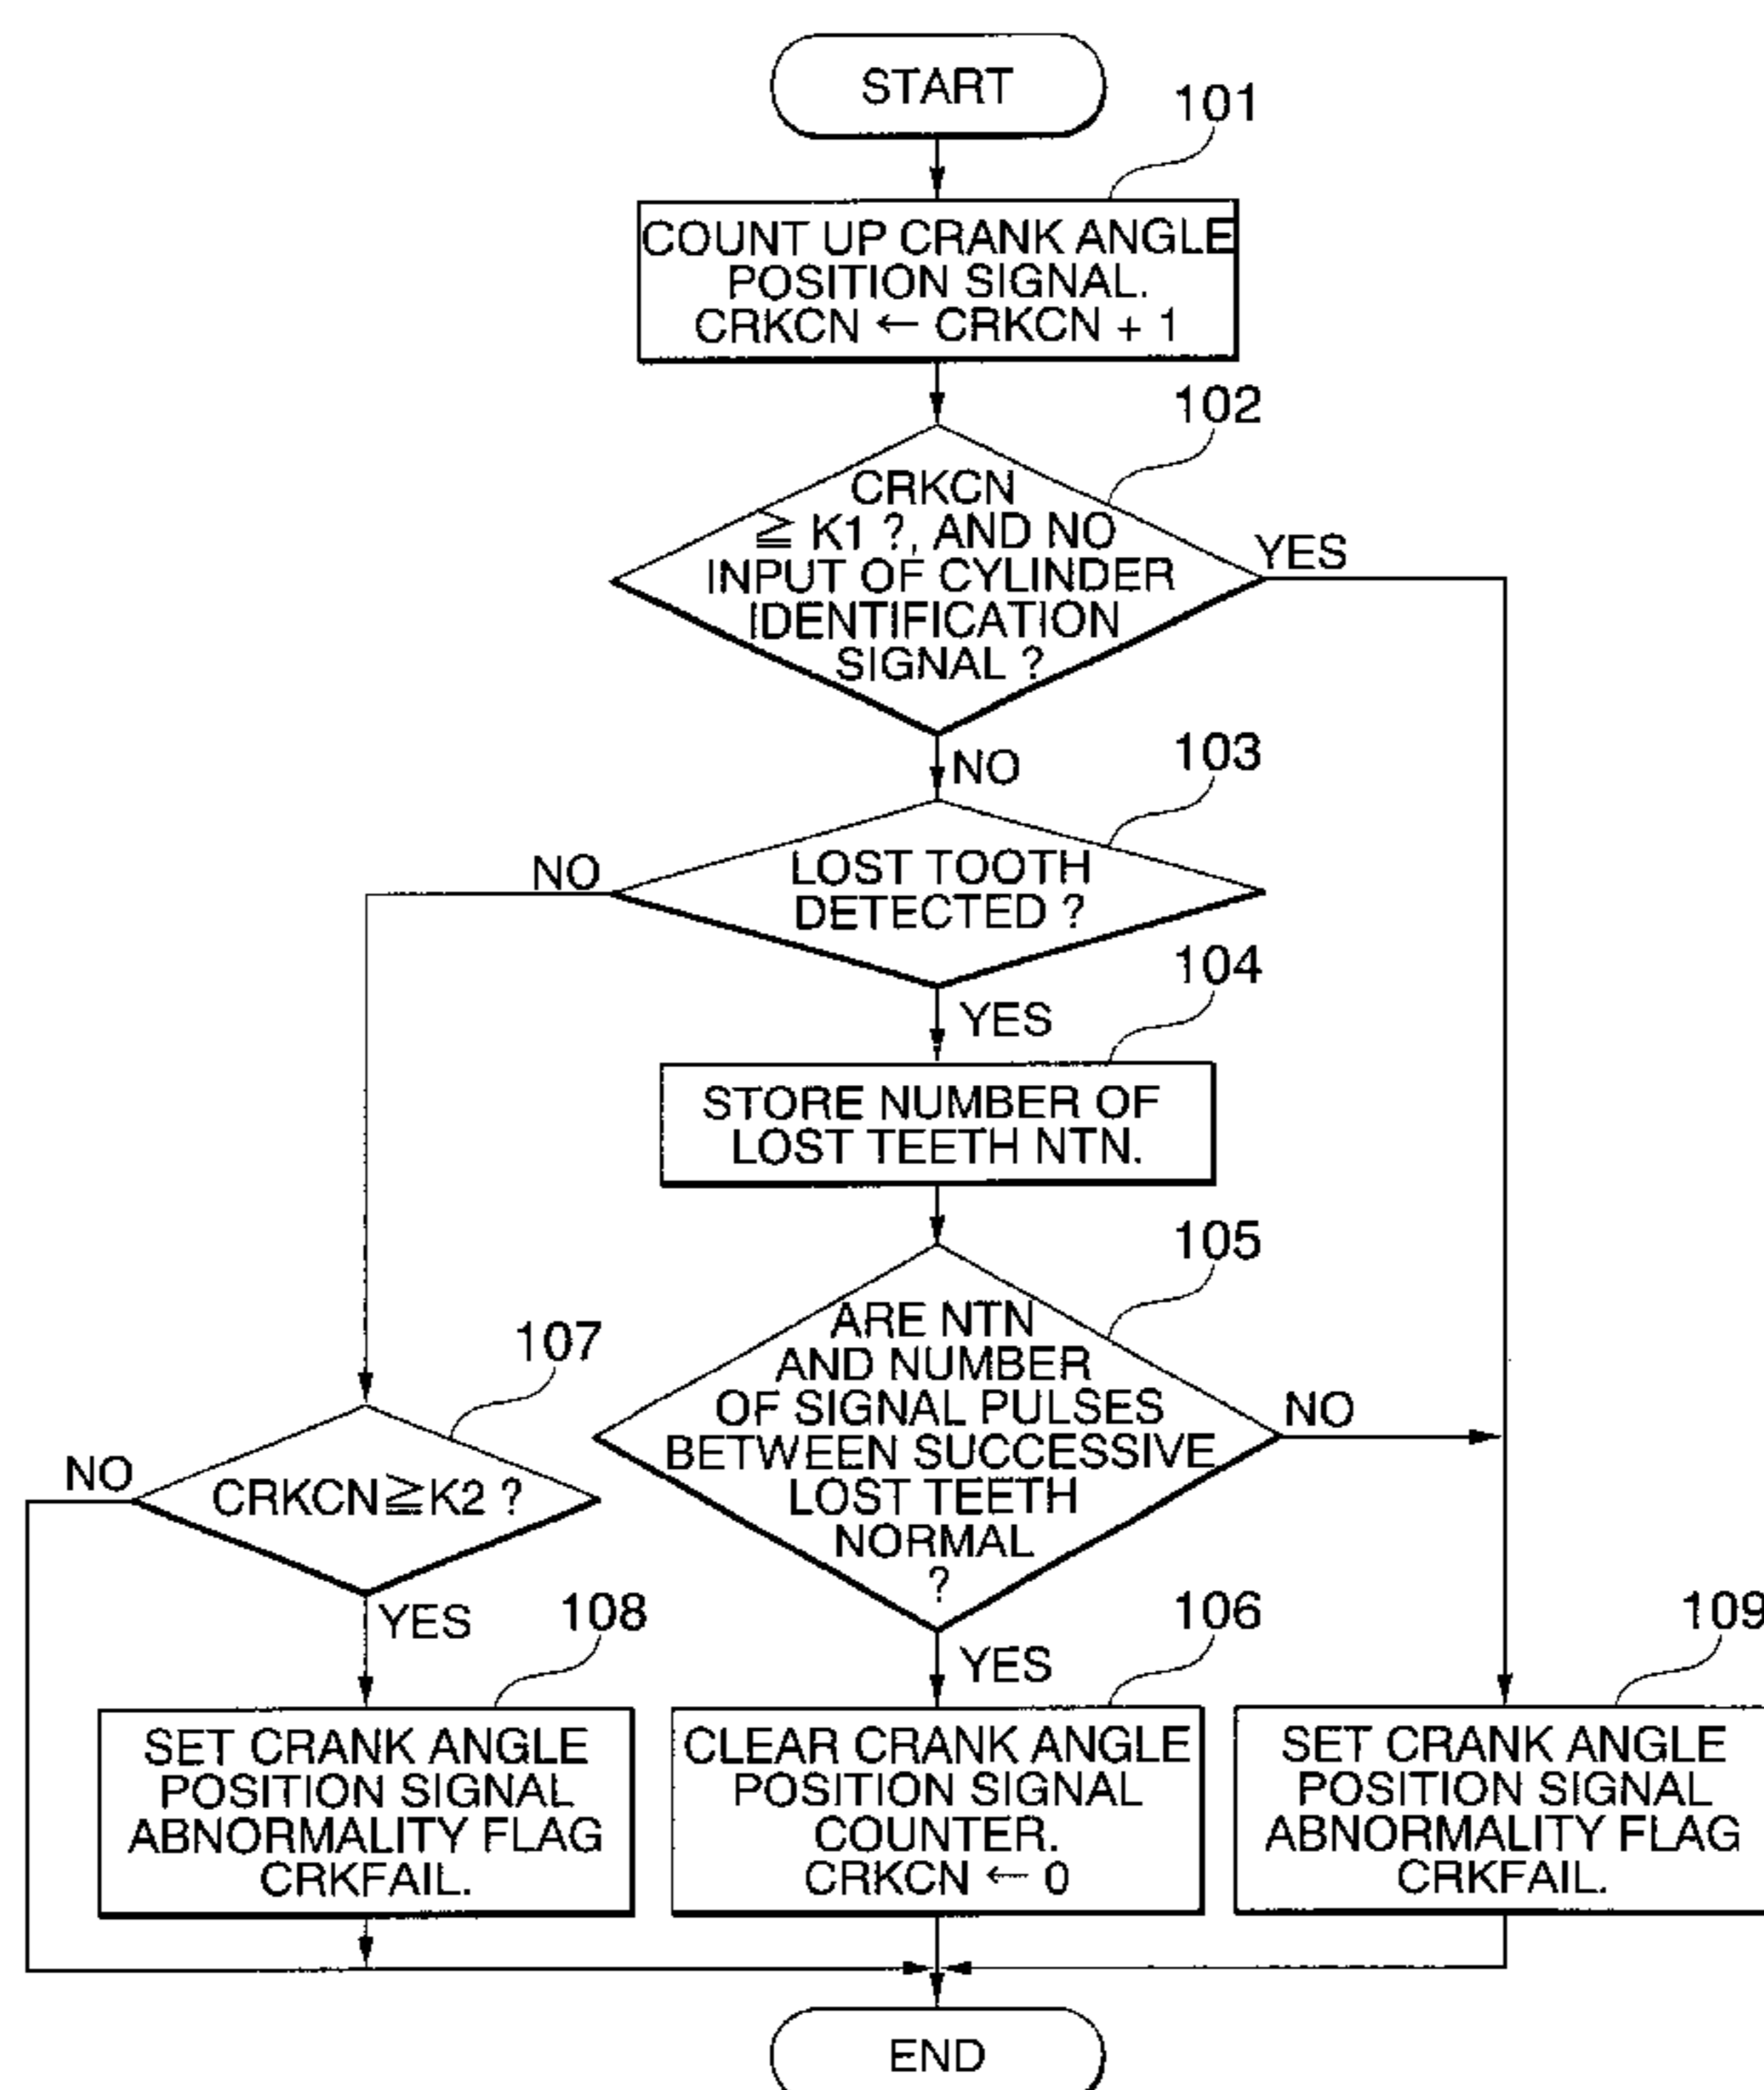 START
101
COUNT UP CRANK ANGLE
POSITION SIGNAL.
CRKCN ← CRKCN + 1
102
CRKCN
≧ K1 ?, AND NO
INPUT OF CYLINDER
IDENTIFICATION
SIGNAL ?
YES
NO
103
LOST TOOTH
DETECTED ?
NO
YES
104
STORE NUMBER OF
LOST TEETH NTN.
105
ARE NTN
AND NUMBER
OF SIGNAL PULSES
BETWEEN SUCCESSIVE
LOST TEETH
NORMAL
?
NO
YES
107
CRKCN≧K2 ?
NO
YES
108
SET CRANK ANGLE
POSITION SIGNAL
ABNORMALITY FLAG
CRKFAIL.
106
CLEAR CRANK ANGLE
POSITION SIGNAL
COUNTER.
CRKCN ← 0
109
SET CRANK ANGLE
POSITION SIGNAL
ABNORMALITY FLAG
CRKFAIL.
END